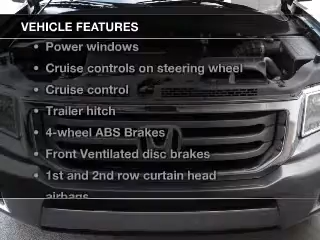 VEHICLE FEATURES
• Power windows
• Cruise controls on steering wheel
• Cruise control
• Trailer hitch
• 4-wheel ABS Brakes
• Front Ventilated disc brakes
• 1st and 2nd row curtain head
airbags